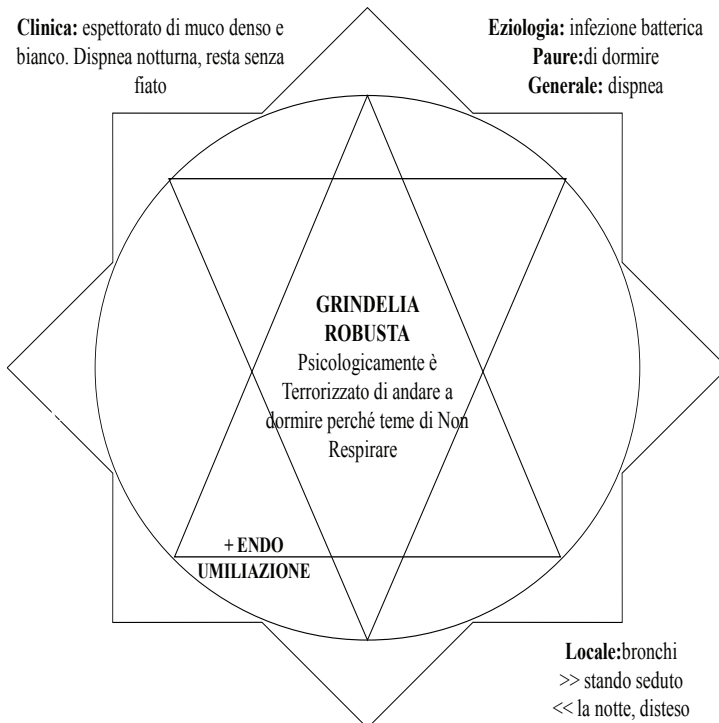 Clinica: espettorato di muco denso e
bianco. Dispnea notturna, resta senza
fiato
Eziologia: infezione batterica
Paure:di dormire
Generale: dispnea
GRINDELIA
ROBUSTA
Psicologicamente è
Terrorizzato di andare a
dormire perché teme di Non
Respirare
+ ENDO
UMILIAZIONE
Locale:bronchi
>> stando seduto
<< la notte, disteso